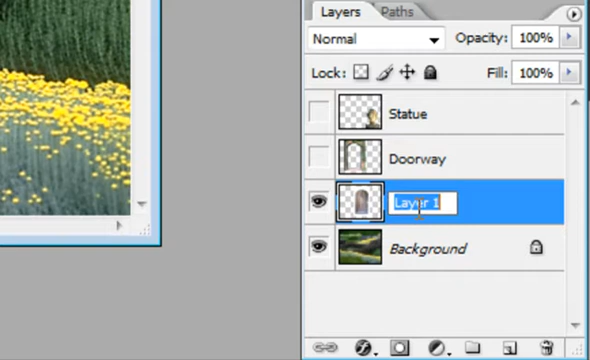 Layers Paths
Normal Opacity: 100%
Lock: Fill: 100%
Statue
Doorway
Layer 1
Background